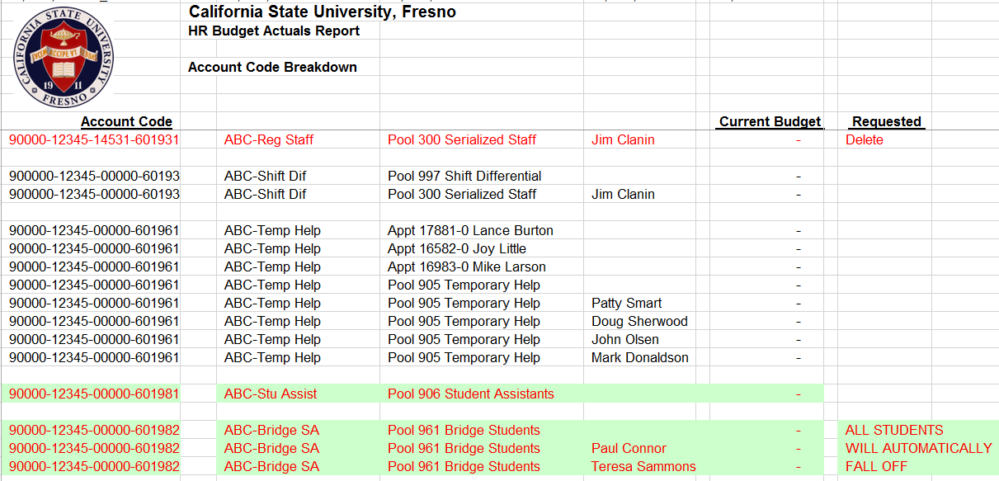 California State University, Fresno
HR Budget Actuals Report
Account Code Breakdown
CALIFORNIA STATE UNIVERSITY
ACCIPE VT
19 11
FRESNO
Account Code Current Budget Requested
90000-12345-14531-601931 ABC-Reg Staff Pool 300 Serialized Staff Jim Clanin - Delete
900000-12345-00000-60193 ABC-Shift Dif Pool 997 Shift Differential -
900000-12345-00000-60193 ABC-Shift Dif Pool 300 Serialized Staff Jim Clanin -
90000-12345-00000-601961 ABC-Temp Help Appt 17881-0 Lance Burton -
90000-12345-00000-601961 ABC-Temp Help Appt 16582-0 Joy Little -
90000-12345-00000-601961 ABC-Temp Help Appt 16983-0 Mike Larson -
90000-12345-00000-601961 ABC-Temp Help Pool 905 Temporary Help -
90000-12345-00000-601961 ABC-Temp Help Pool 905 Temporary Help Patty Smart -
90000-12345-00000-601961 ABC-Temp Help Pool 905 Temporary Help Doug Sherwood -
90000-12345-00000-601961 ABC-Temp Help Pool 905 Temporary Help John Olsen -
90000-12345-00000-601961 ABC-Temp Help Pool 905 Temporary Help Mark Donaldson -
90000-12345-00000-601981 ABC-Stu Assist Pool 906 Student Assistants -
90000-12345-00000-601982 ABC-Bridge SA Pool 961 Bridge Students - ALL STUDENTS
90000-12345-00000-601982 ABC-Bridge SA Pool 961 Bridge Students Paul Connor - WILL AUTOMATICALLY
90000-12345-00000-601982 ABC-Bridge SA Pool 961 Bridge Students Teresa Sammons - FALL OFF